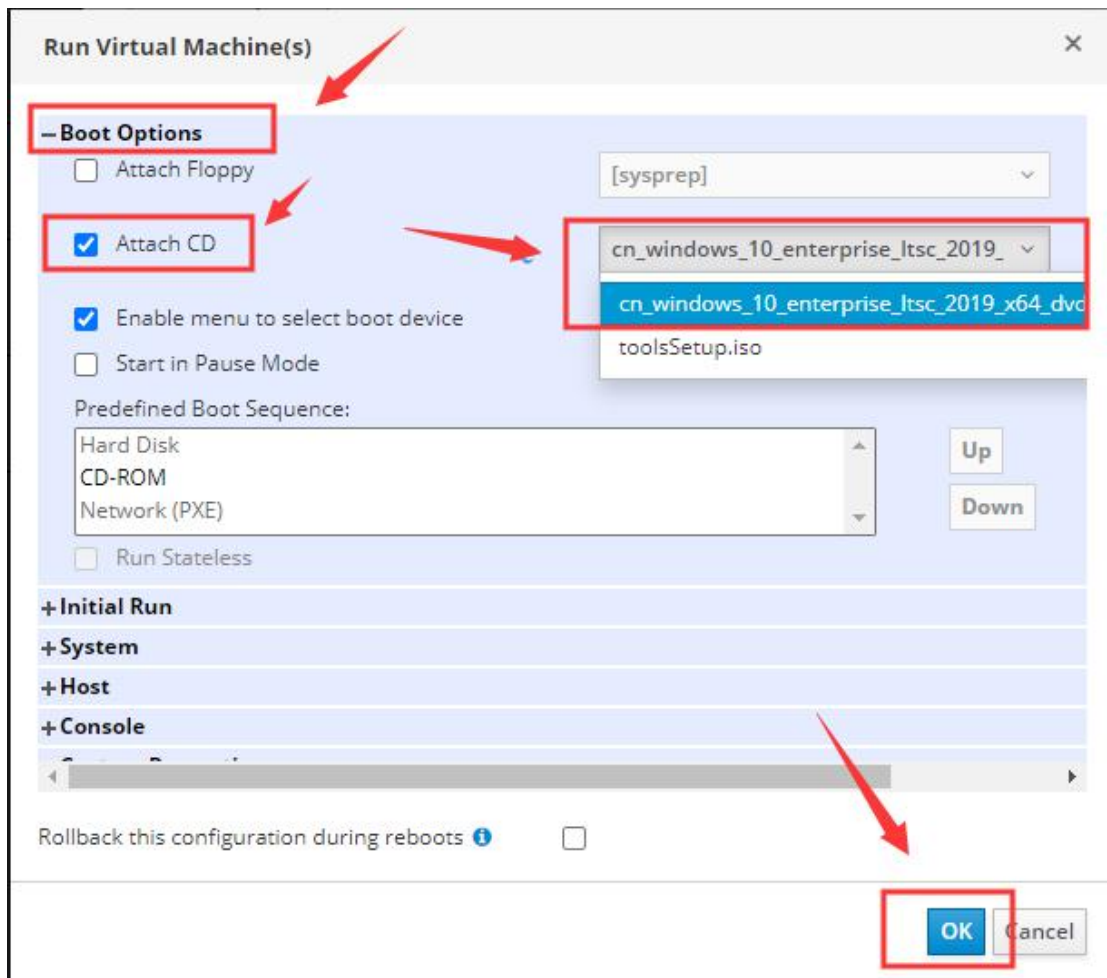 Run Virtual Machine(s)
Boot Options
Attach Floppy
[sysprep]
Attach CD
cn_windows_10_enterprise_ltsc_2019_
cn_windows_10_enterprise_ltsc_2019_x64_dvd
Enable menu to select boot device
toolsSetup.iso
Start in Pause Mode
Predefined Boot Sequence:
Hard Disk
CD-ROM
Network (PXE)
Up
Down
Run Stateless
Initial Run
System
Host
Console
Rollback this configuration during reboots
OK
Cancel